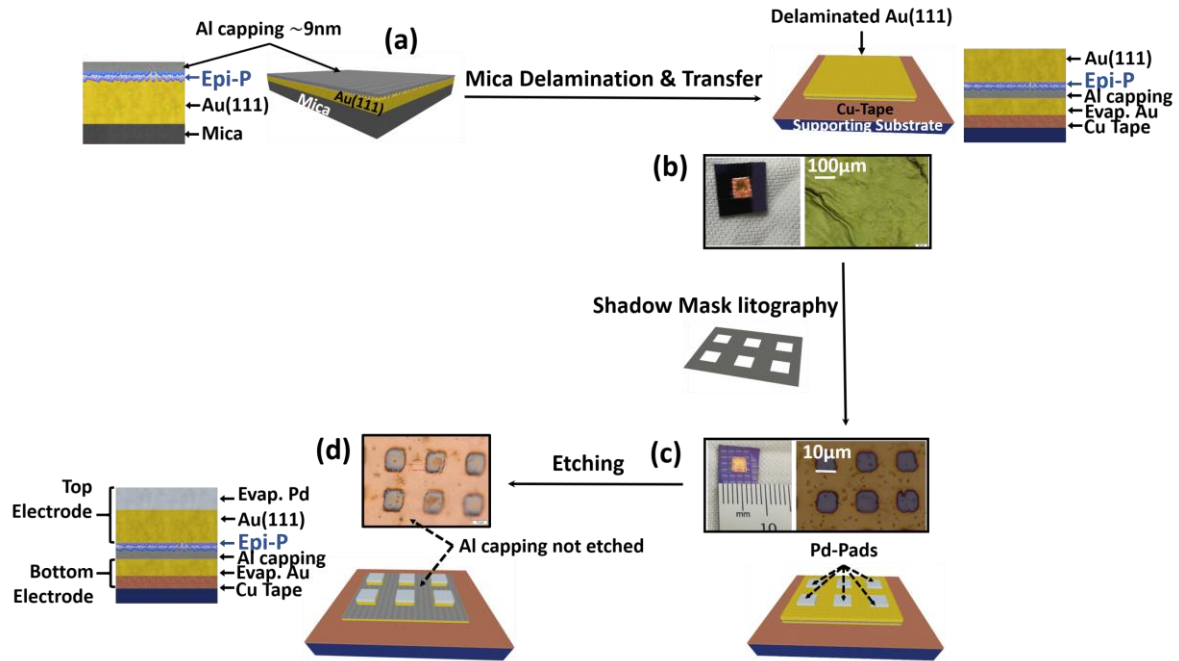 Al capping ~9nm
(a)
Epi-P
Au(111)
Mica
Au(111)
Mica
Mica Delamination & Transfer
Delaminated Au(111)
Cu-Tape
Supporting Substrate
Au(111)
Epi-P
Al capping
Evap. Au
Cu Tape
(b)
100μm
Shadow Mask litography
(c)
10μm
mm
10
Pd-Pads
Etching
(d)
Al capping not etched
Top
Electrode
Evap. Pd
Au(111)
Epi-P
Al capping
Bottom
Electrode
Evap. Au
Cu Tape